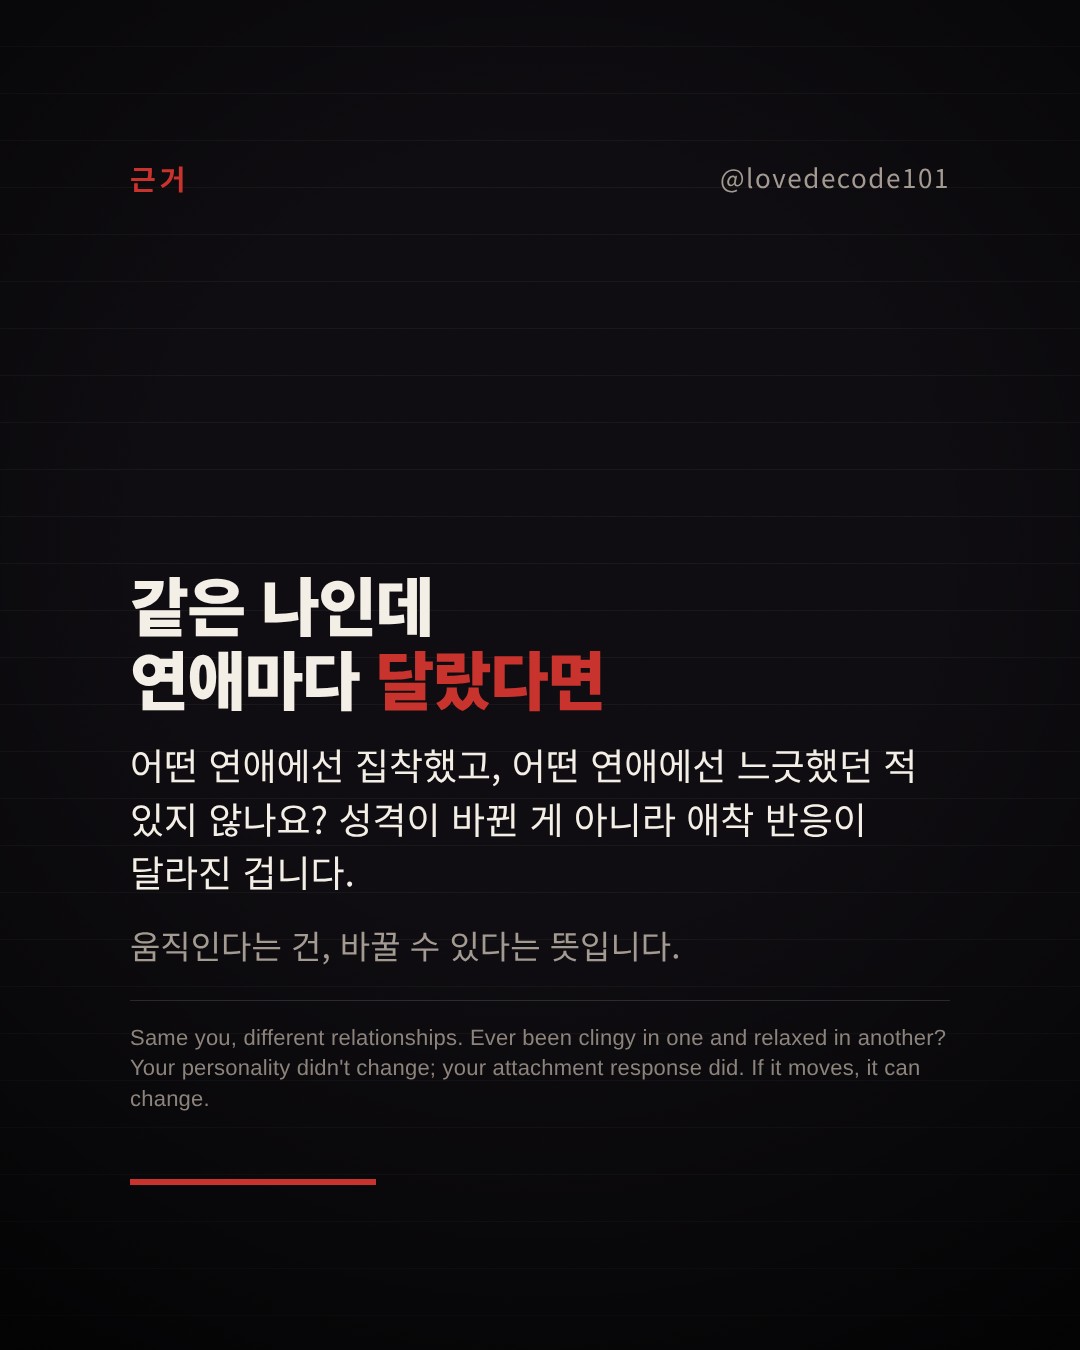 근거
@lovedecode101
같은 나인데
연애마다 달랐다면
어떤 연애에선 집착했고, 어떤 연애에선 느긋했던 적
있지 않나요? 성격이 바뀐 게 아니라 애착 반응이
달라진 겁니다.
움직인다는 건, 바꿀 수 있다는 뜻입니다.
Same you, different relationships. Ever been clingy in one and relaxed in another?
Your personality didn't change; your attachment response did. If it moves, it can
change.